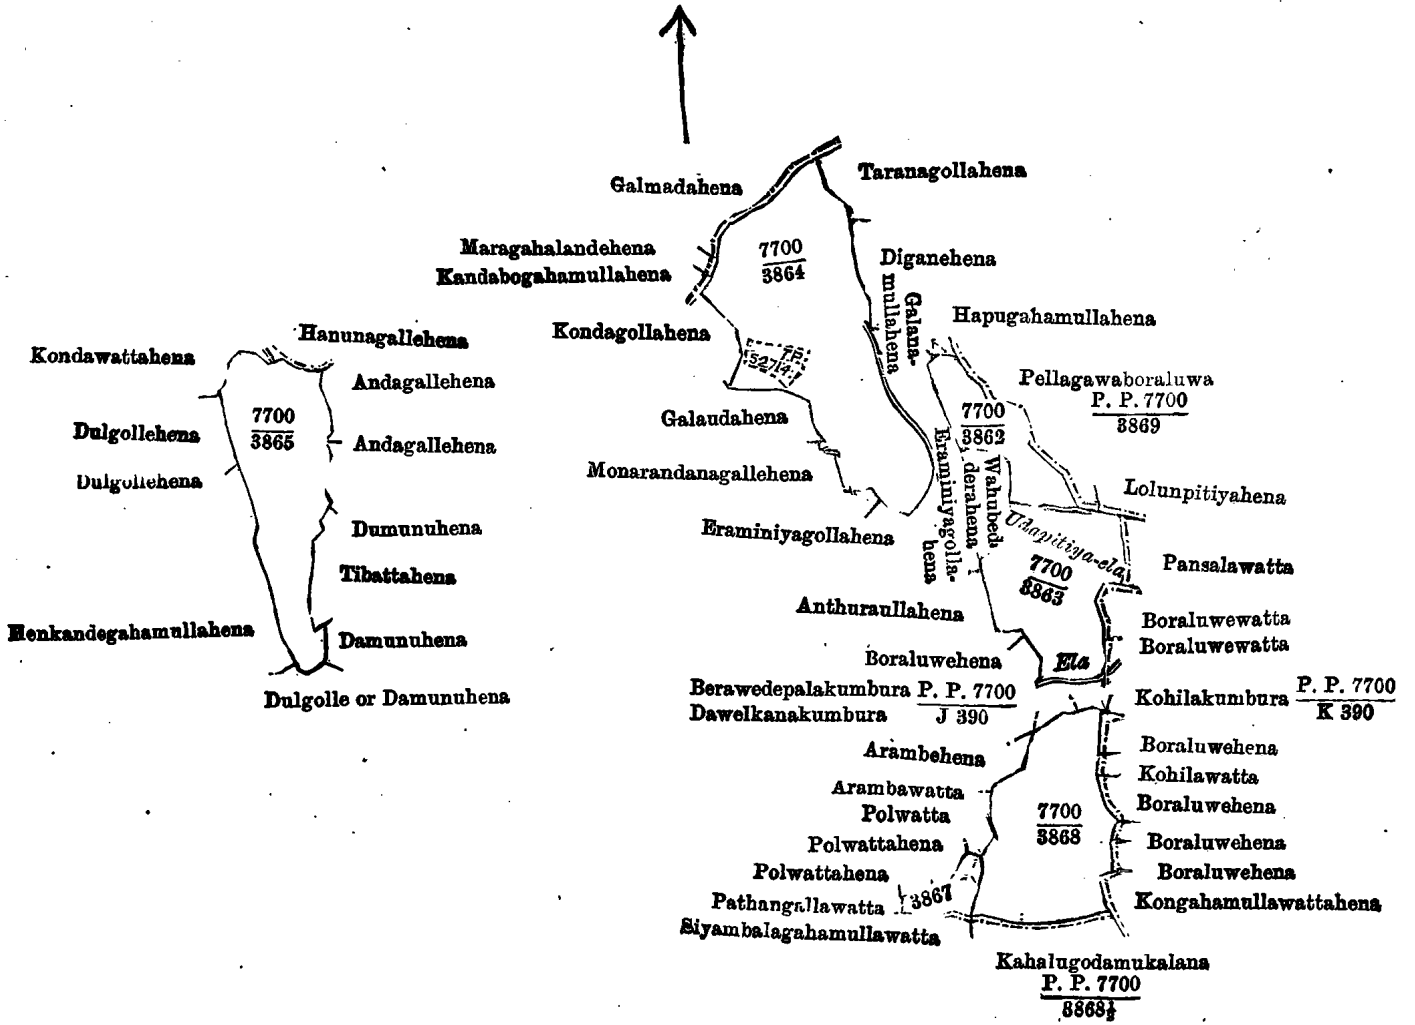 Galmadahena
Taranagollahena
Maragahalandehena
Kandabogahamullahena
7700
3864
Diganehena
Galana-
mullahena
Kondagollahena
T.P.
52714
Hapugahamullahena
Hanunagallehena
Kondawattahena
Andagallehena
7700
3865
Dulgollehena
Andagallehena
Dulgollehena
Dumunuhena
Tibattahena
Henkandegahamullahena
Damunuhena
Dulgolle or Damunuhena
Pellagawaboraluwa
P. P. 7700
3869
7700
3862
Galaudahena
Monarandanagallehena
Eraminiyagollahena
Eraminiyagolla-
hena
Wahubed-
derahena
Lolunpitiyahena
Udapitiya-ela
7700
3863
Pansalawatta
Anthuraullahena
Boraluwewatta
Boraluwewatta
Boraluwehena
Ela
Berawedepalakumbura P. P. 7700
Dawelkanakumbura J 390
Kohilakumbura P. P. 7700
K 390
Arambehena
Boraluwehena
Kohilawatta
Arambawatta
Boraluwehena
Polwatta
7700
3868
Polwattahena
Boraluwehena
Polwattahena
Boraluwehena
3867
Pathangallawatta
Kongahamullawattahena
Siyambalagahamullawatta
Kahalugodamukalana
P. P. 7700
3868½